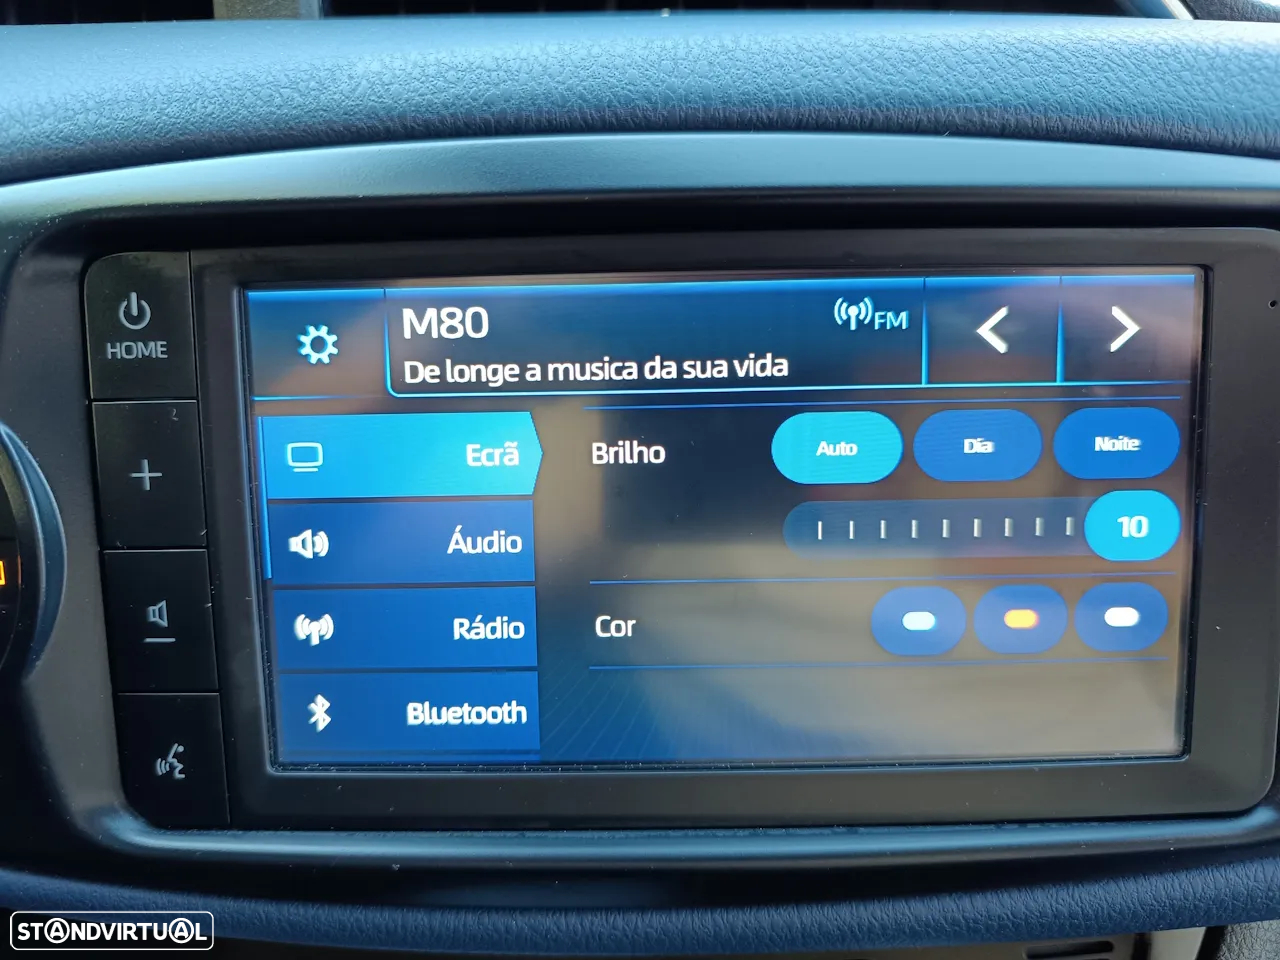 HOME
M80
FM
De longe a musica da sua vida
Ecrã
Brilho
Auto
Dia
Noite
Áudio
10
Rádio
Cor
Bluetooth
STANDVIRTUAL